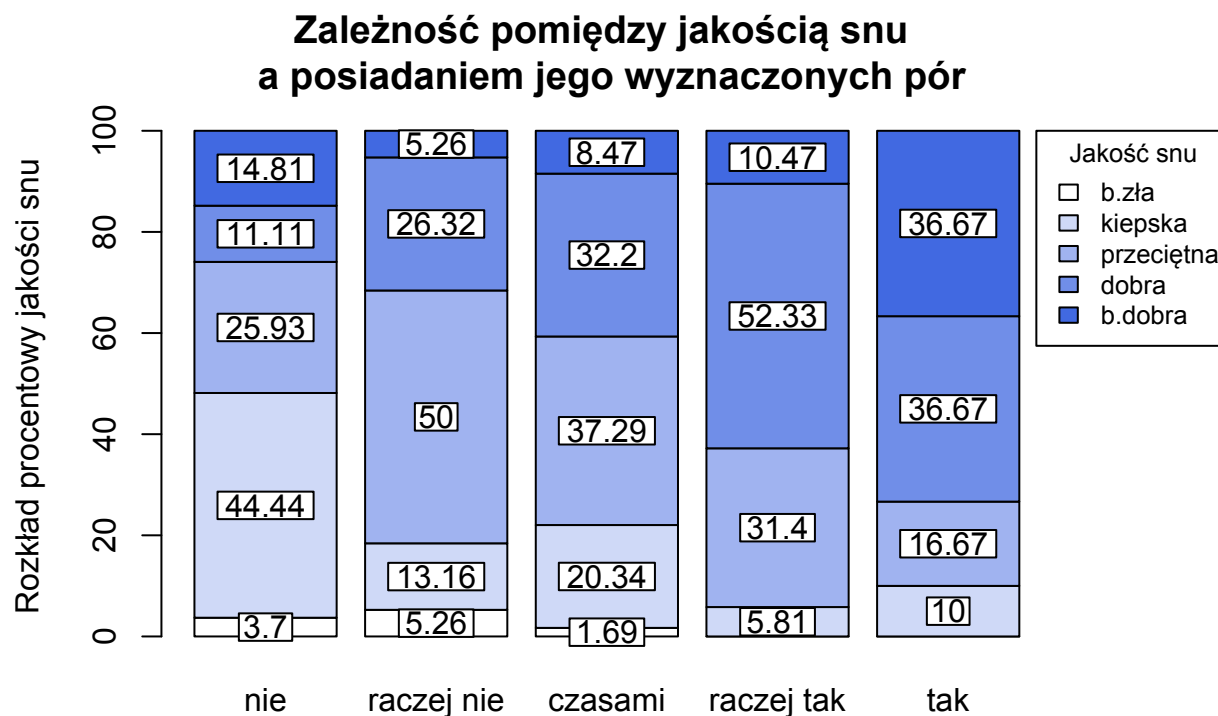 Zależność pomiędzy jakością snu
a posiadaniem jego wyznaczonych pór
Rozkład procentowy jakości snu
100
80
60
40
20
0
14.81
11.11
25.93
44.44
3.7
5.26
26.32
50
13.16
5.26
8.47
32.2
37.29
20.34
1.69
10.47
52.33
31.4
5.81
36.67
36.67
16.67
10
nie
raczej nie
czasami
raczej tak
tak
Jakość snu
b.zła
kiepska
przeciętna
dobra
b.dobra